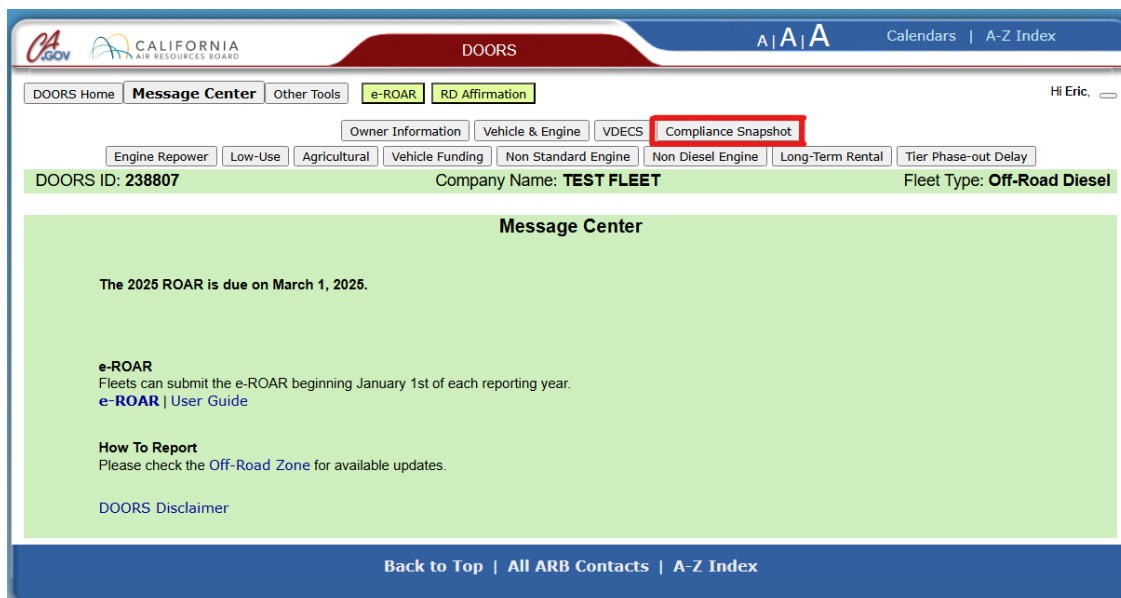 CA.GOV
CALIFORNIA
AIR RESOURCES BOARD
DOORS
A | A | A
Calendars | A-Z Index
DOORS Home Message Center Other Tools e-ROAR RD Affirmation
Hi Eric,
Owner Information Vehicle & Engine VDECS Compliance Snapshot
Engine Repower Low-Use Agricultural Vehicle Funding Non Standard Engine Non Diesel Engine Long-Term Rental Tier Phase-out Delay
DOORS ID: 238807 Company Name: TEST FLEET Fleet Type: Off-Road Diesel
Message Center
The 2025 ROAR is due on March 1, 2025.
e-ROAR
Fleets can submit the e-ROAR beginning January 1st of each reporting year.
e-ROAR | User Guide
How To Report
Please check the Off-Road Zone for available updates.
DOORS Disclaimer
Back to Top | All ARB Contacts | A-Z Index